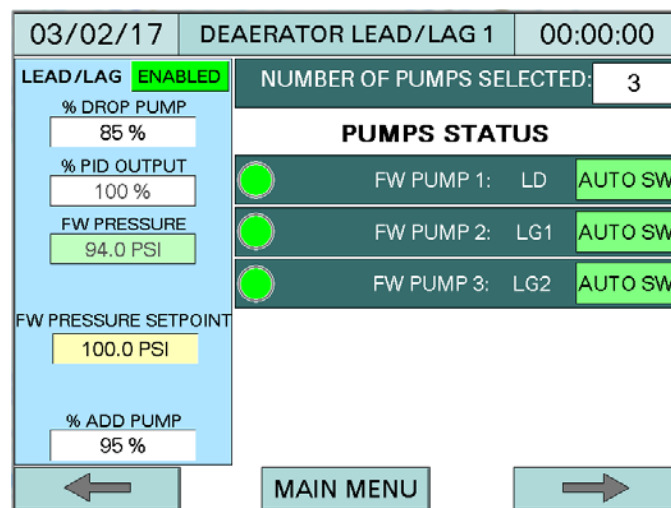 03/02/17 DEAERATOR LEAD/LAG 1 00:00:00
LEAD/LAG ENABLED
NUMBER OF PUMPS SELECTED: 3
% DROP PUMP
85 %
% PID OUTPUT
100 %
FW PRESSURE
94.0 PSI
FW PRESSURE SETPOINT
100.0 PSI
% ADD PUMP
95 %
PUMPS STATUS
FW PUMP 1: LD AUTO SW
FW PUMP 2: LG1 AUTO SW
FW PUMP 3: LG2 AUTO SW
MAIN MENU